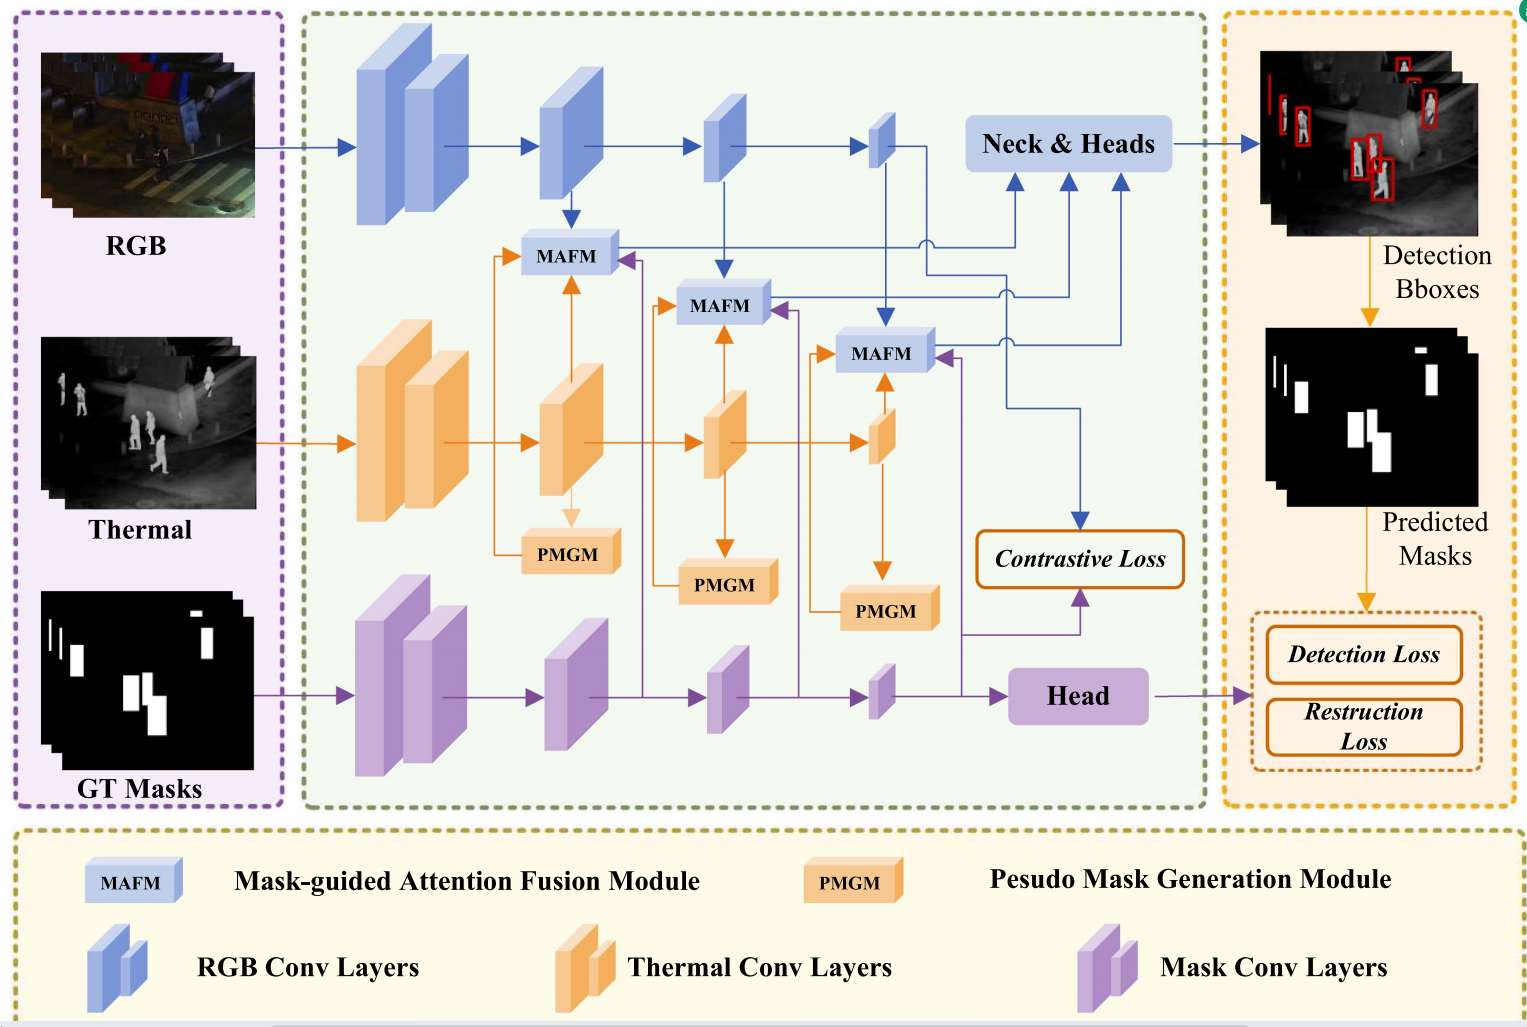 RGB
Thermal
GT Masks
MAFM
MAFM
MAFM
PMGM
PMGM
PMGM
Neck & Heads
Contrastive Loss
Head
Detection
Bboxes
Predicted
Masks
Detection Loss
Restruction
Loss
MAFM Mask-guided Attention Fusion Module PMGM Pesudo Mask Generation Module
RGB Conv Layers Thermal Conv Layers Mask Conv Layers